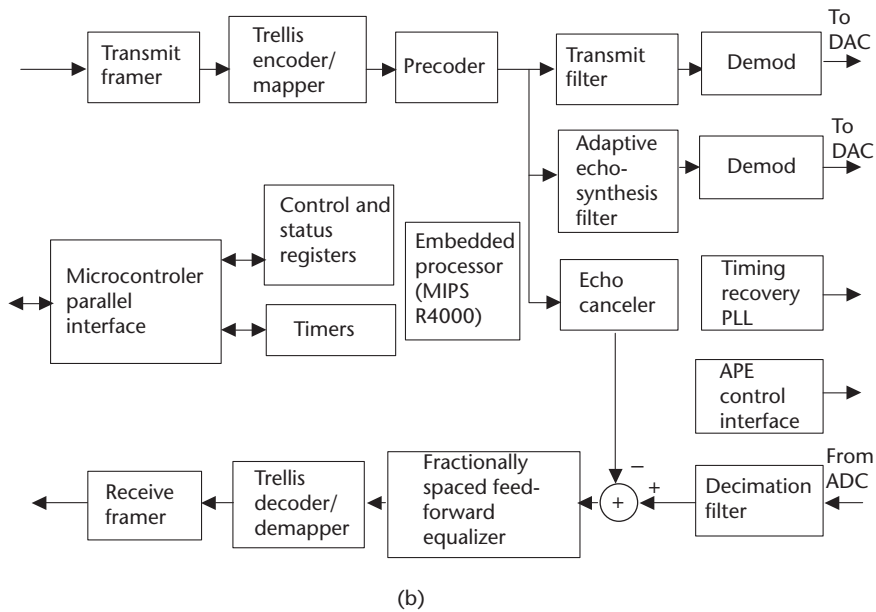 Transmit
framer
Trellis
encoder/
mapper
Precoder
Transmit
filter
Demod
To
DAC
Adaptive
echo-
synthesis
filter
Demod
To
DAC
Microcontroler
parallel
interface
Control and
status
registers
Timers
Embedded
processor
(MIPS
R4000)
Echo
canceler
Timing
recovery
PLL
APE
control
interface
Receive
framer
Trellis
decoder/
demapper
Fractionally
spaced feed-
forward
equalizer
−
+
+
Decimation
filter
From
ADC
(b)